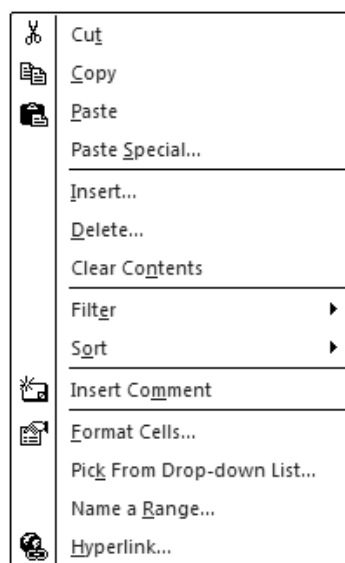 Cut
Copy
Paste
Paste Special...
Insert...
Delete...
Clear Contents
Filter
Sort
Insert Comment
Format Cells...
Pick From Drop-down List...
Name a Range...
Hyperlink...